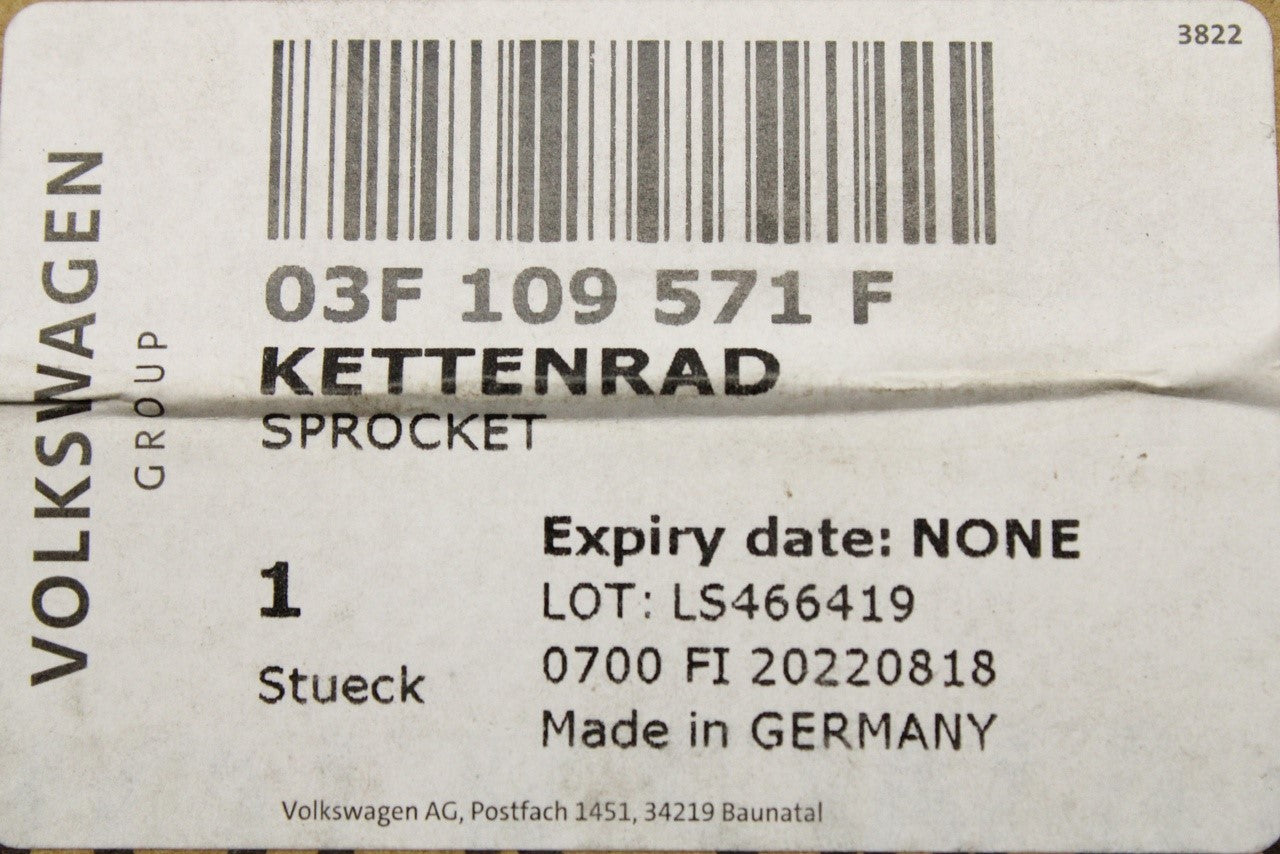 3822
VOLKSWAGEN
GROUP
03F 109 571 F
KETTENRAD
SPROCKET
1
Stueck
Expiry date: NONE
LOT: LS466419
0700 FI 20220818
Made in GERMANY
Volkswagen AG, Postfach 1451, 34219 Baunatal